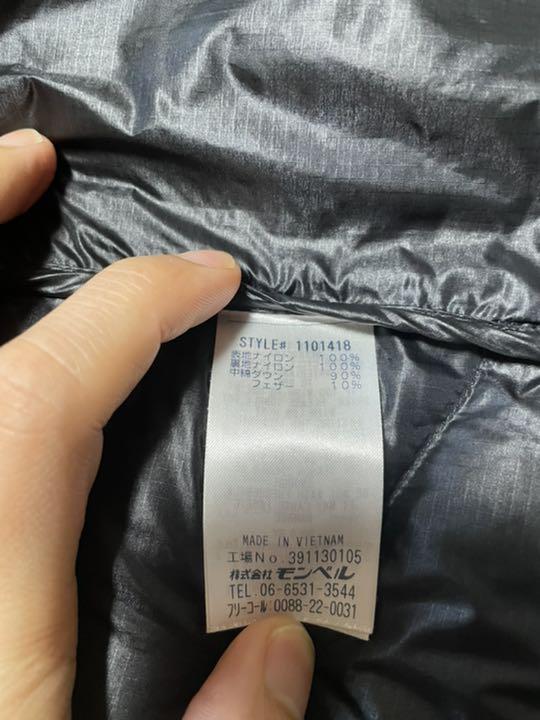 STYLE# 1101418
表地ナイロン 100%
裏地ナイロン 100%
中綿ダウン 90%
フェザー 10%
MADE IN VIETNAM
工場No.391130105
株式会社モンベル
TEL.06-6531-3544
フリーコール:0088-22-0031